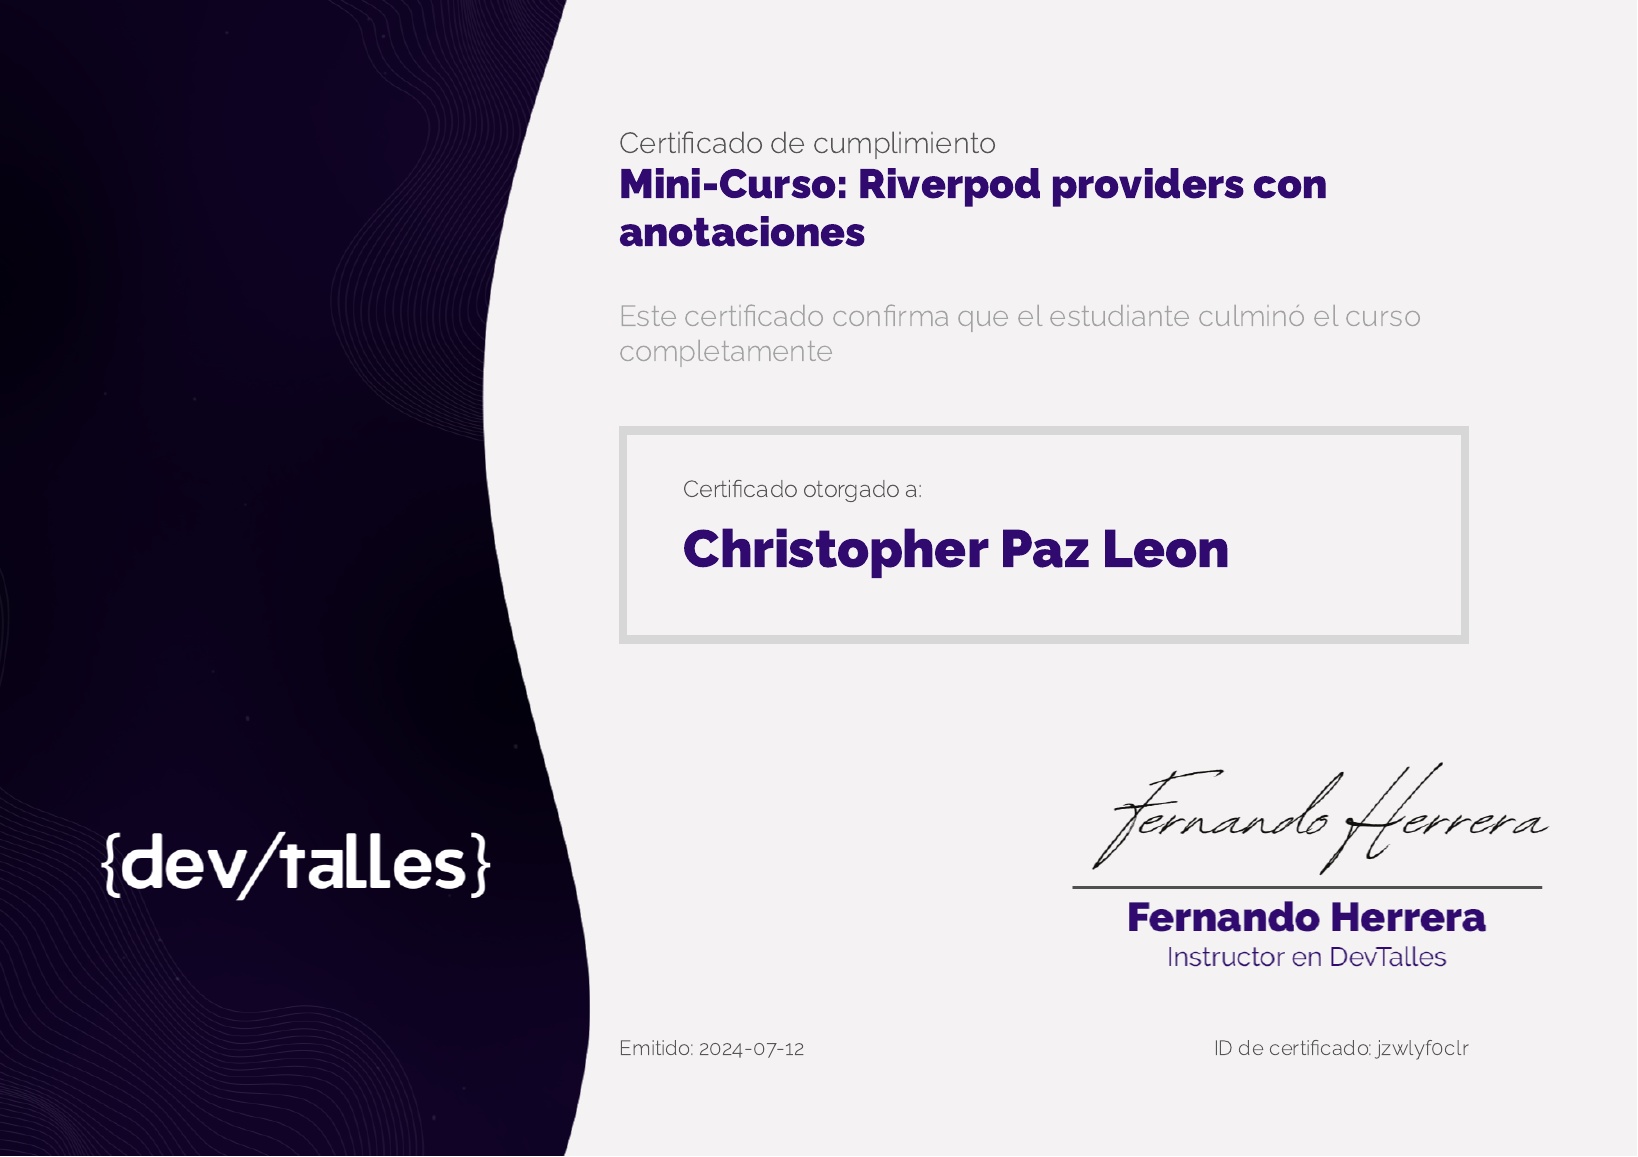 Certificado de cumplimiento
Mini-Curso: Riverpod providers con
anotaciones
Este certificado confirma que el estudiante culminó el curso
completamente
Certificado otorgado a:
Christopher Paz Leon
{dev/talles}
Fernando Herrera
Fernando Herrera
Instructor en DevTalles
Emitido: 2024-07-12
ID de certificado: jzwlyf0clr